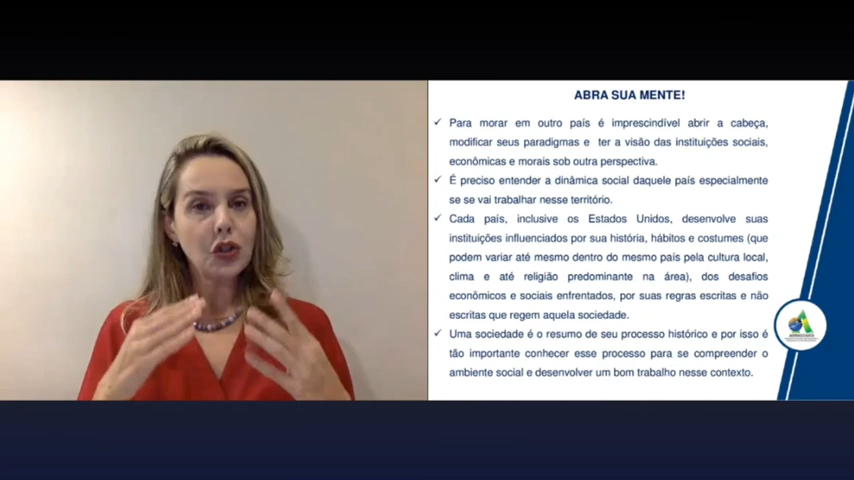 ABRA SUA MENTE!
✓ Para morar em outro país é imprescindível abrir a cabeça,
modificar seus paradigmas e ter a visão das instituições sociais,
econômicas e morais sob outra perspectiva.
✓ É preciso entender a dinâmica social daquele país especialmente
se se vai trabalhar nesse território.
✓ Cada país, inclusive os Estados Unidos, desenvolve suas
instituições influenciados por sua história, hábitos e costumes (que
podem variar até mesmo dentro do mesmo país pela cultura local,
clima e até religião predominante na área), dos desafios
econômicos e sociais enfrentados, por suas regras escritas e não
escritas que regem aquela sociedade.
✓ Uma sociedade é o resumo de seu processo histórico e por isso é
tão importante conhecer esse processo para se compreender o
ambiente social e desenvolver um bom trabalho nesse contexto.